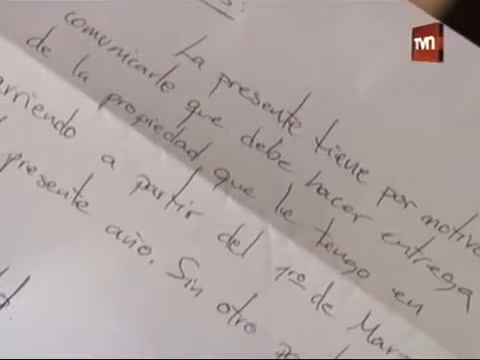 TVN
La presente tiene por motivo
comunicarle que debe hacer entrega
de la propiedad que le tengo en
arriendo a partir del 1ro de Mar
presente año. Sin otro